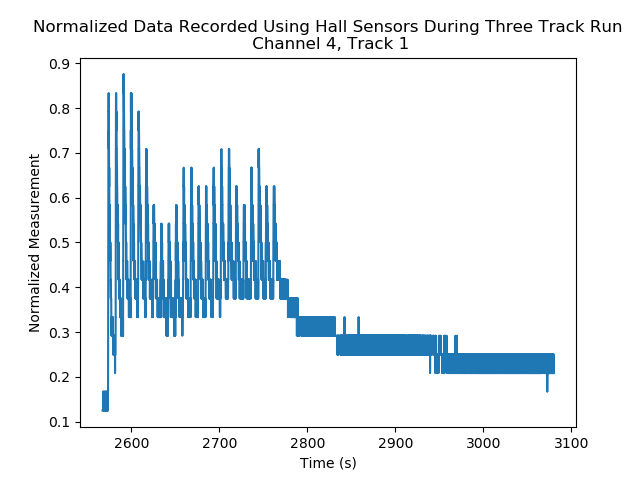 Normalized Data Recorded Using Hall Sensors During Three Track Run
Channel 4, Track 1
0.9
0.8
0.7
0.6
0.5
0.4
0.3
0.2
0.1
Normalized Measurement
2600 2700 2800 2900 3000 3100
Time (s)